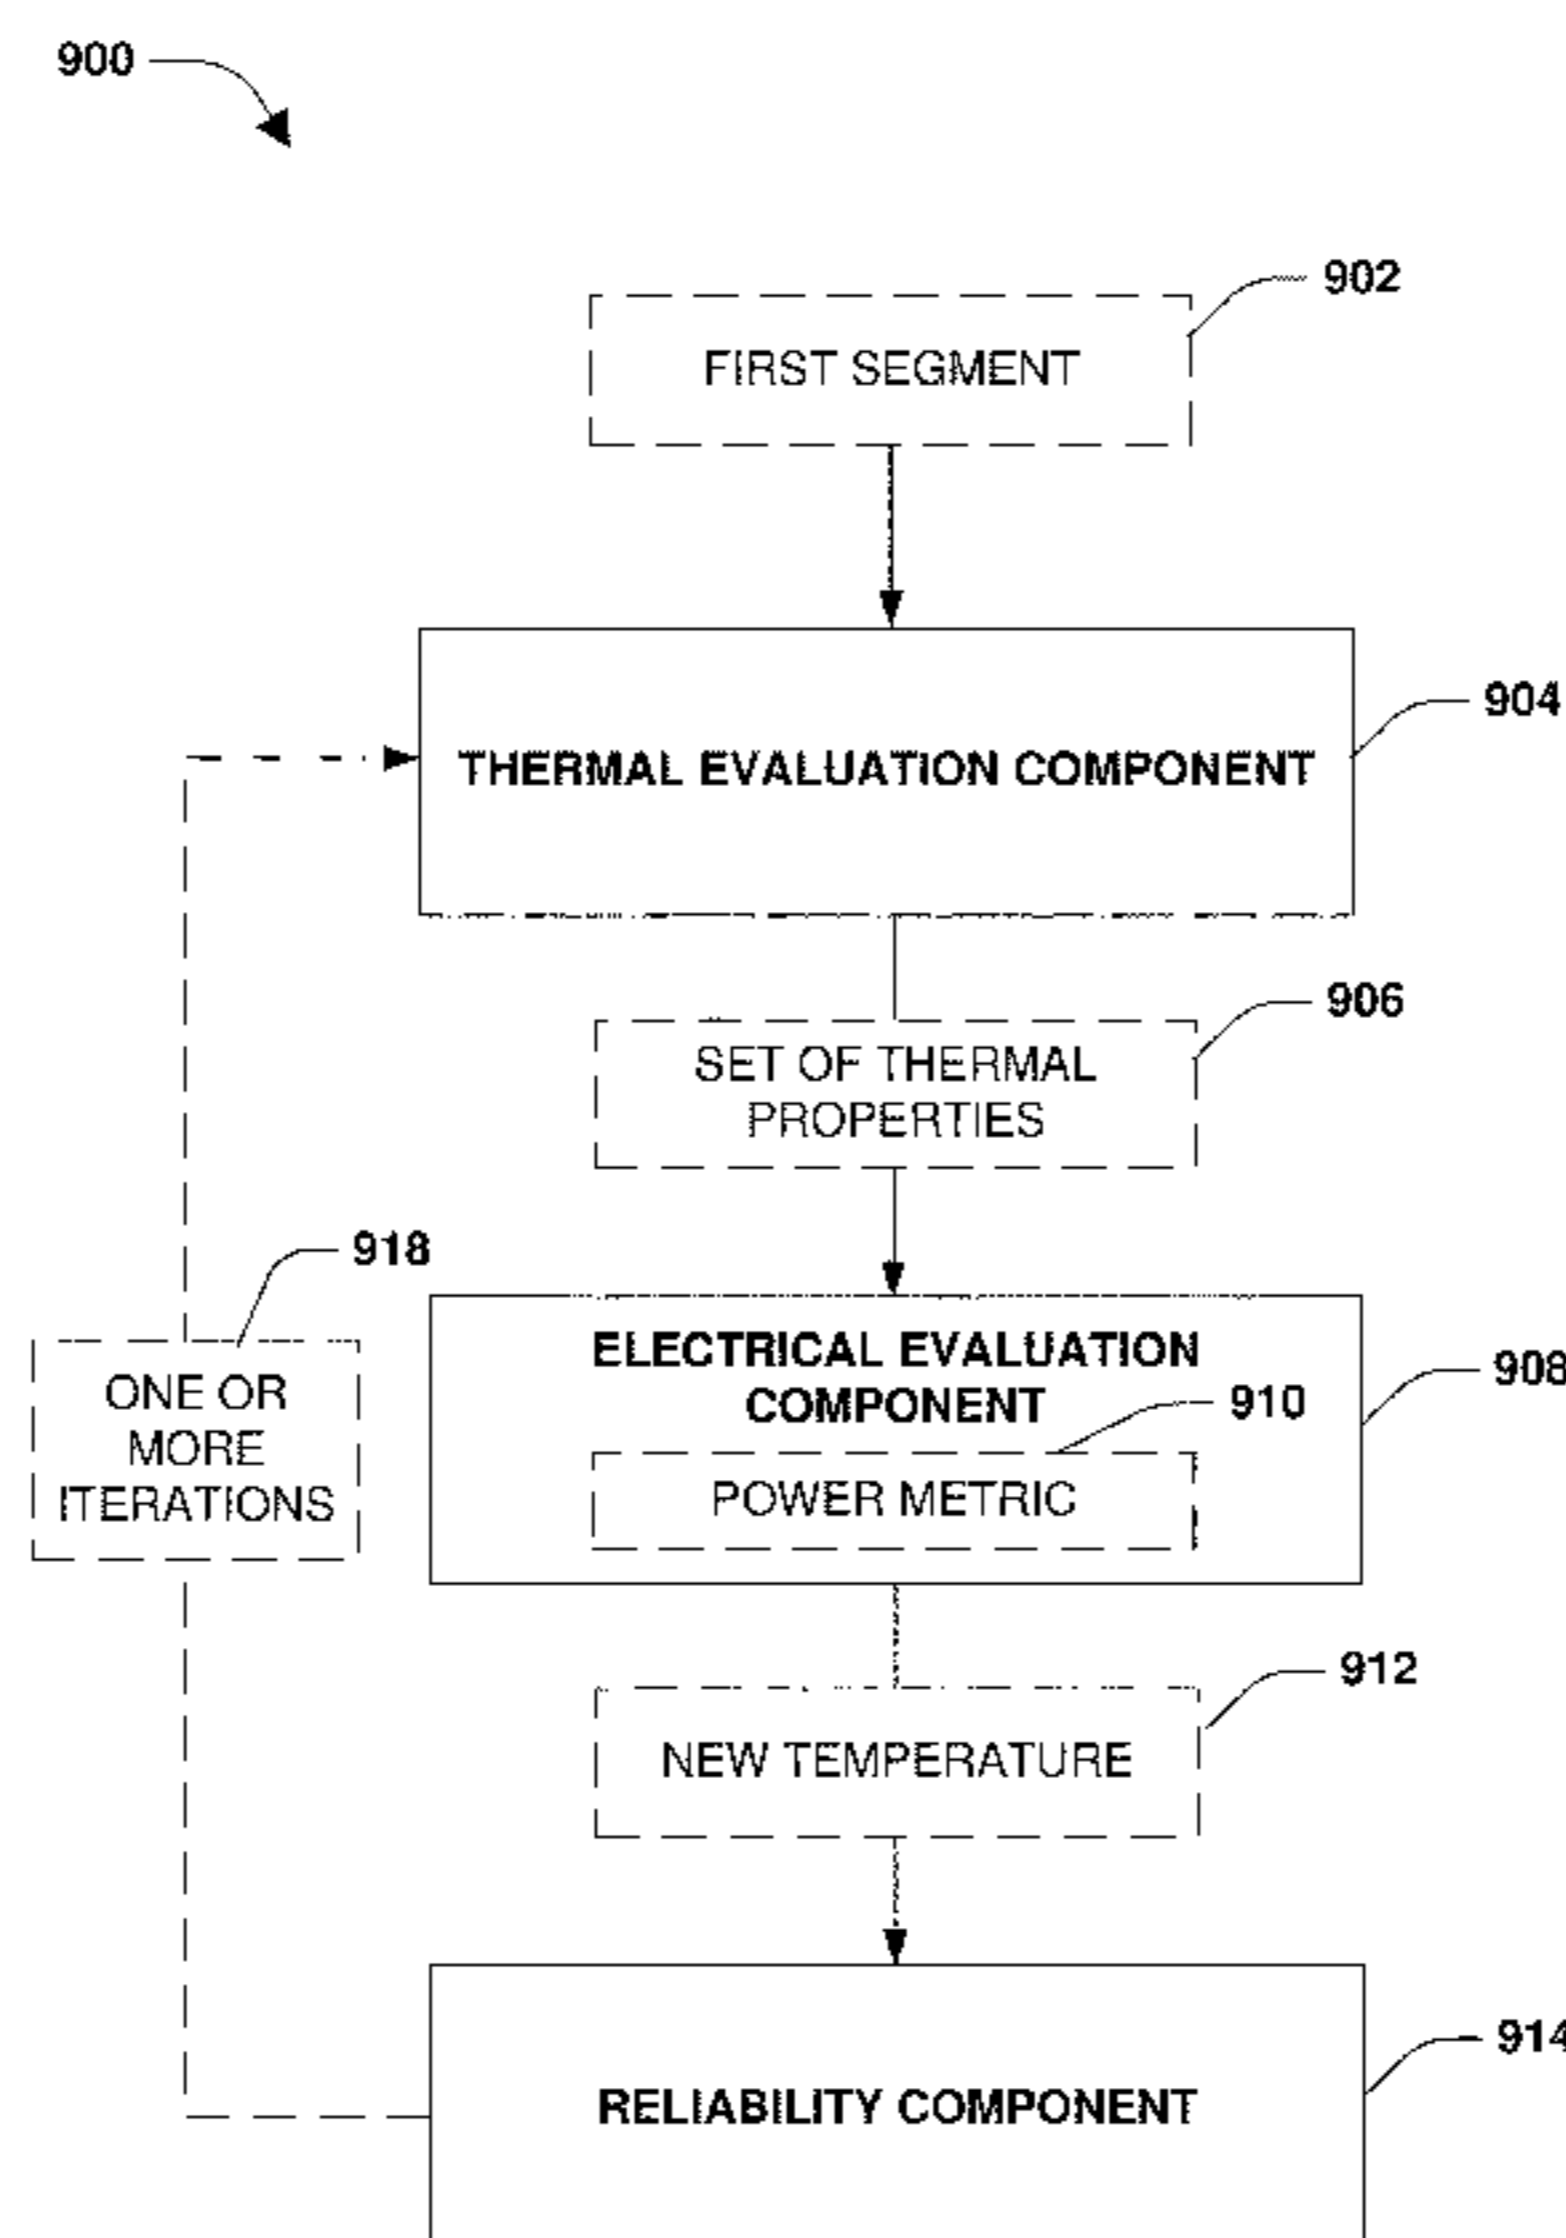 900
902
FIRST SEGMENT
904
THERMAL EVALUATION COMPONENT
906
SET OF THERMAL
PROPERTIES
918
ONE OR
MORE
ITERATIONS
908
ELECTRICAL EVALUATION
COMPONENT
910
POWER METRIC
912
NEW TEMPERATURE
914
RELIABILITY COMPONENT